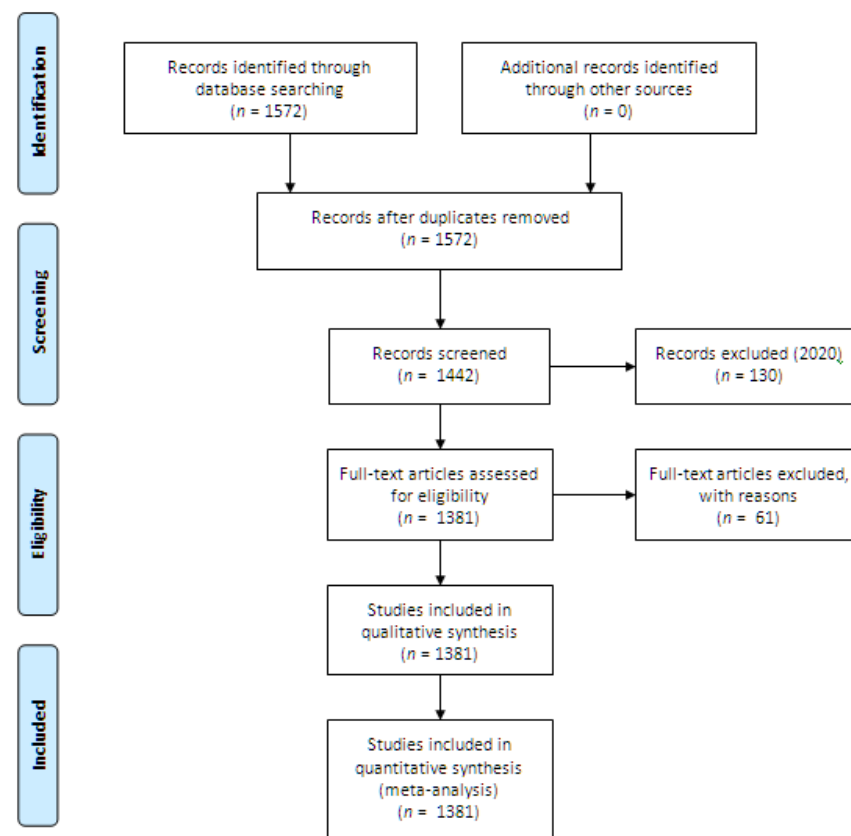 Identification
Records identified through
database searching
(n = 1572)
Additional records identified
through other sources
(n = 0)
Records after duplicates removed
(n = 1572)
Screening
Records screened
(n = 1442)
Records excluded (2020)
(n = 130)
Eligibility
Full-text articles assessed
for eligibility
(n = 1381)
Full-text articles excluded,
with reasons
(n = 61)
Studies included in
qualitative synthesis
(n = 1381)
Included
Studies included in
quantitative synthesis
(meta-analysis)
(n = 1381)